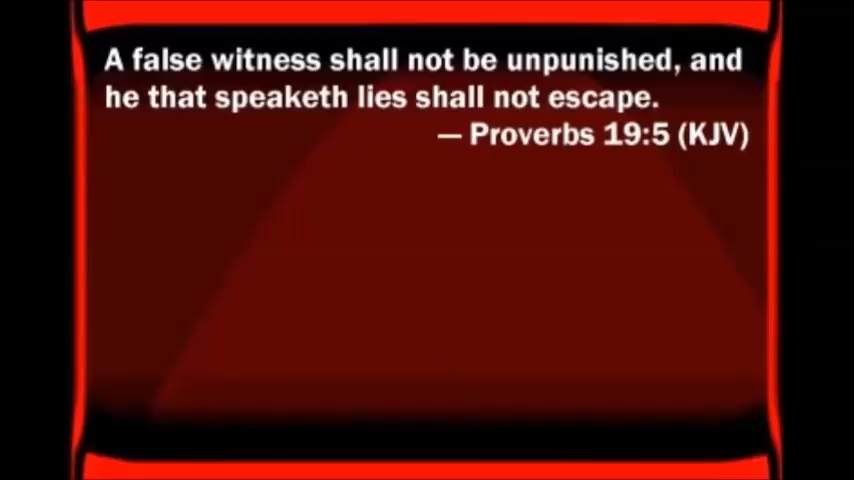 A false witness shall not be unpunished, and
he that speaketh lies shall not escape.
— Proverbs 19:5 (KJV)